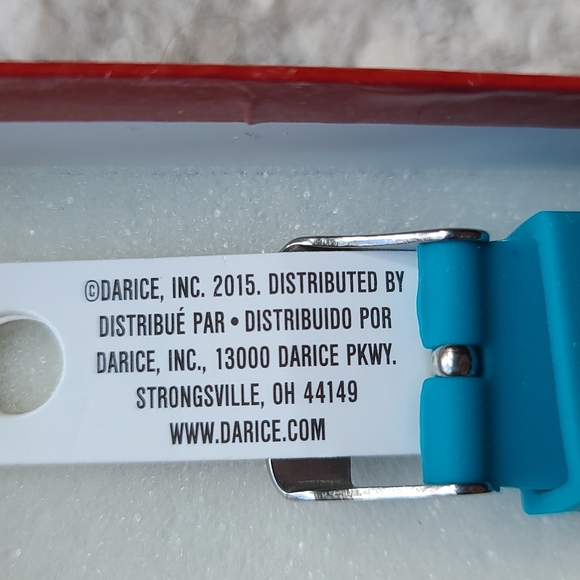 ©DARICE, INC. 2015. DISTRIBUTED BY
DISTRIBUÉ PAR • DISTRIBUIDO POR
DARICE, INC., 13000 DARICE PKWY.
STRONGSVILLE, OH 44149
WWW.DARICE.COM